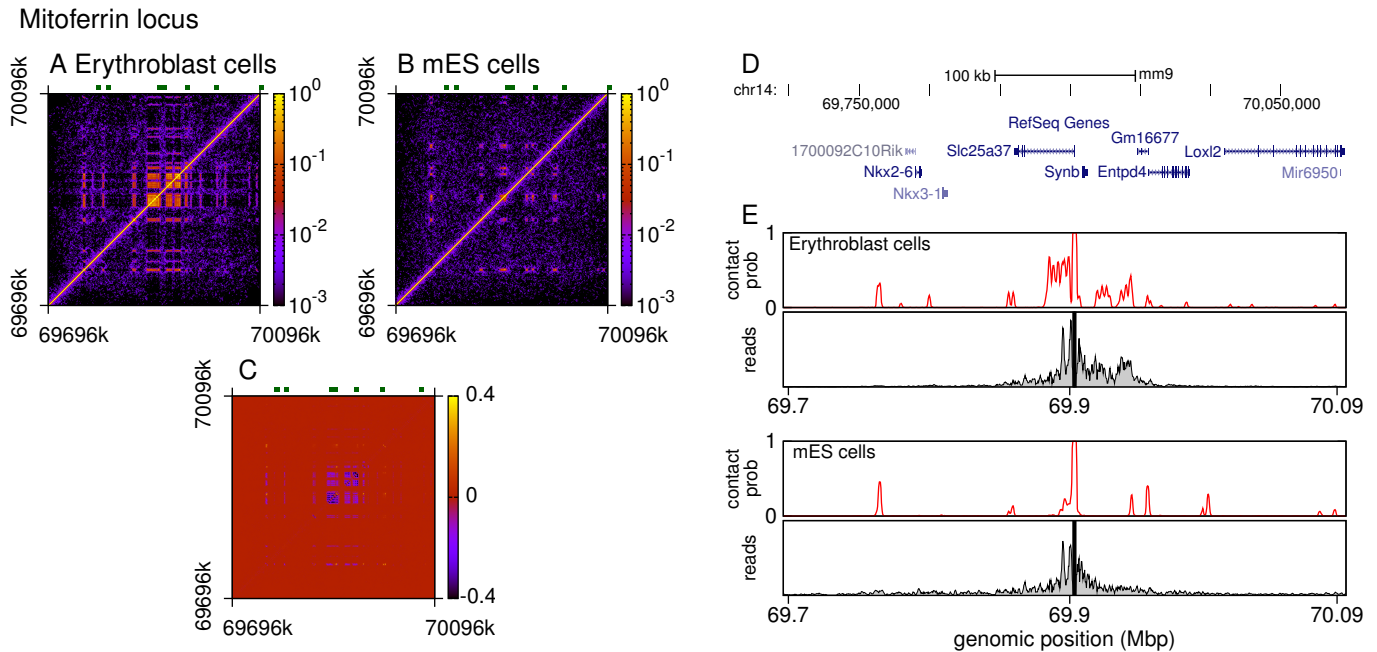 Mitoferrin locus
A Erythroblast cells
70096k
69696k
69696k
70096k
10^0
10^-1
10^-2
10^-3
B mES cells
70096k
69696k
69696k
70096k
10^0
10^-1
10^-2
10^-3
C
70096k
69696k
69696k
70096k
0.4
0
-0.4
D
100 kb mm9
chr14:
69,750,000 70,050,000
RefSeq Genes
Gm16677
1700092C10Rik Slc25a37 Loxl2
Nkx2-6 Synb Entpd4 Mir6950
Nkx3-1
E
Erythroblast cells
contact prob
1
0
reads
69.7 69.9 70.09
mES cells
contact prob
1
0
reads
69.7 69.9 70.09
genomic position (Mbp)